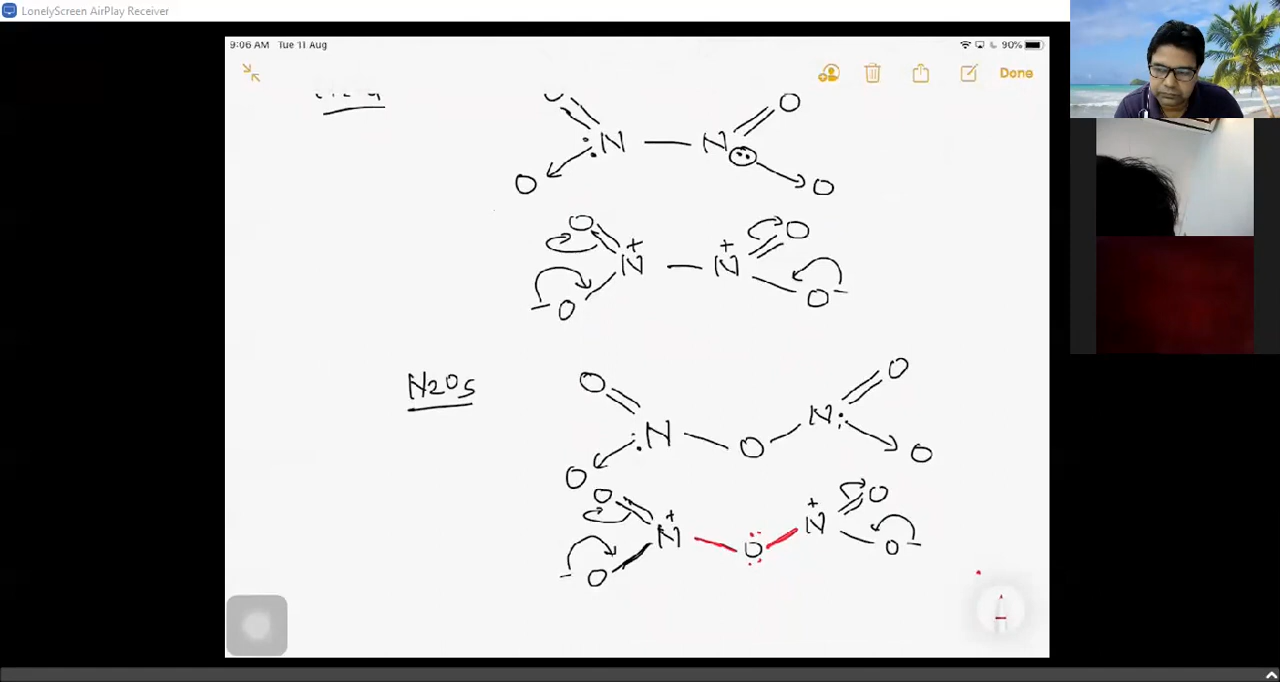 LonelyScreen AirPlay Receiver
9:06 AM Tue 11 Aug
90%
Done
O
N — N
O O
O + + O
N — N
- O O -
N2O5
O O
N O N
O O
O + + O
N O N
- O O -